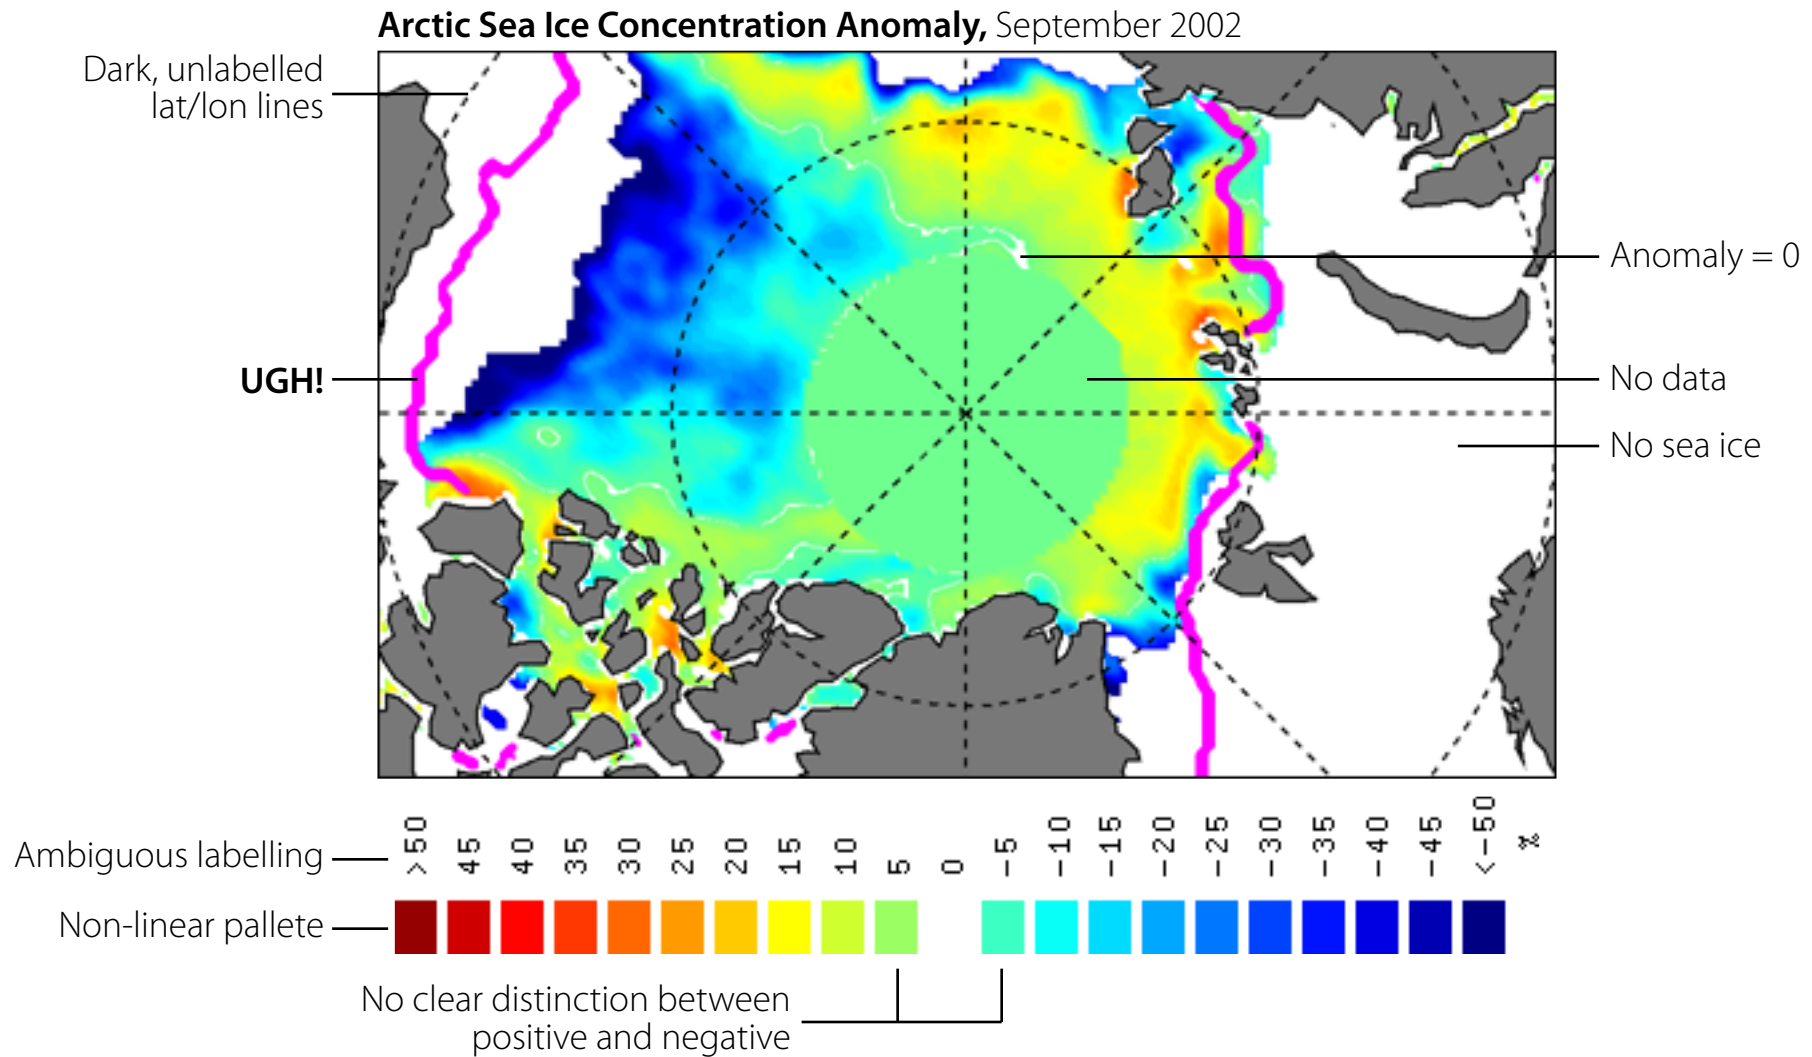 Arctic Sea Ice Concentration Anomaly, September 2002
Dark, unlabelled
lat/lon lines
Anomaly = 0
UGH!
No data
No sea ice
Ambiguous labelling
>50 45 40 35 30 25 20 15 10 5 0 -5 -10 -15 -20 -25 -30 -35 -40 -45 <-50 %
Non-linear pallete
No clear distinction between
positive and negative